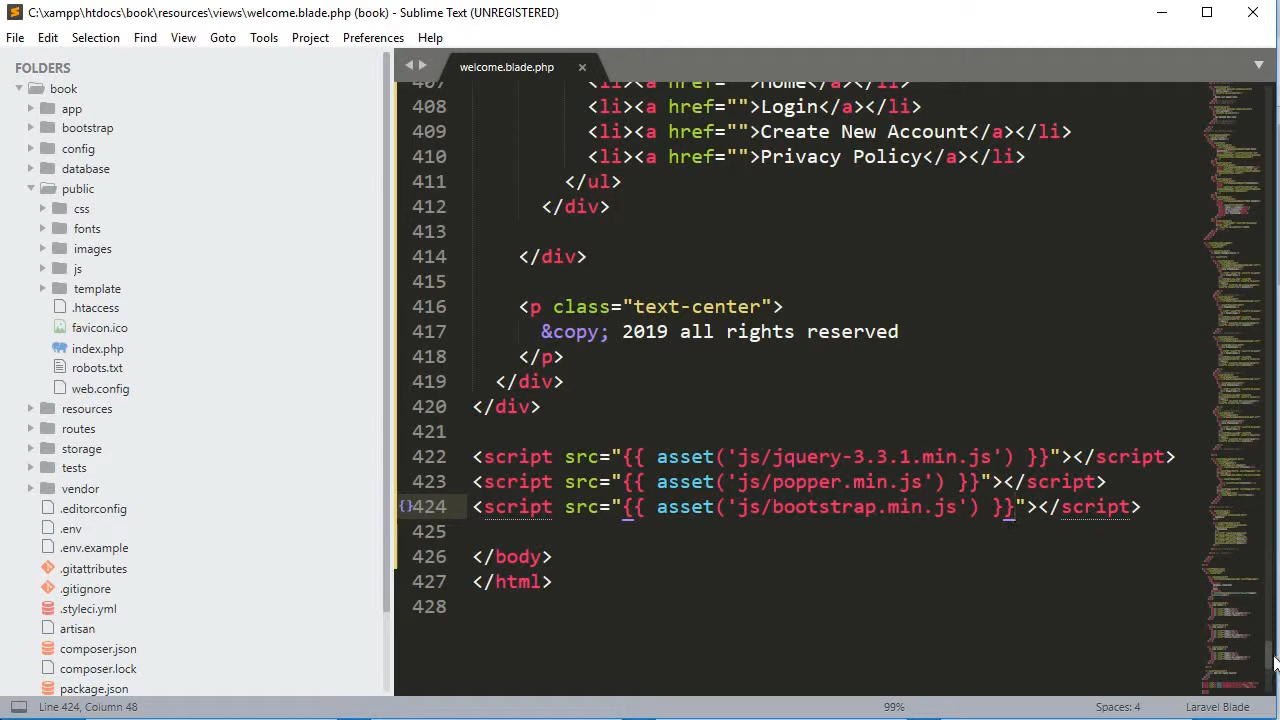 C:\xampp\htdocs\book\resources\views\welcome.blade.php (book) - Sublime Text (UNREGISTERED)
File Edit Selection Find View Goto Tools Project Preferences Help
FOLDERS
book
app
bootstrap
config
database
public
css
fonts
images
js
template
.htaccess
favicon.ico
index.php
robots.txt
web.config
resources
routes
storage
tests
vendor
.editorconfig
.env
.env.example
.gitattributes
.gitignore
.styleci.yml
artisan
composer.json
composer.lock
package.json
welcome.blade.php
407 <li><a href="">Home</a></li>
408 <li><a href="">Login</a></li>
409 <li><a href="">Create New Account</a></li>
410 <li><a href="">Privacy Policy</a></li>
411 </ul>
412 </div>
413
414 </div>
415
416 <p class="text-center">
417 &copy; 2019 all rights reserved
418 </p>
419 </div>
420 </div>
421
422 <script src="{{ asset('js/jquery-3.3.1.min.js') }}"></script>
423 <script src="{{ asset('js/popper.min.js') }}"></script>
{}424 <script src="{{ asset('js/bootstrap.min.js') }}"></script>
425
426 </body>
427 </html>
428
Line 424, Column 48 99% Spaces: 4 Laravel Blade